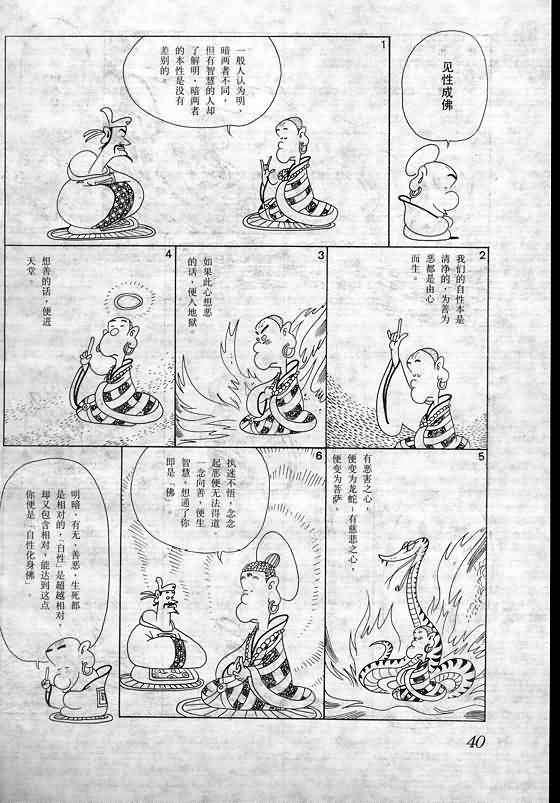 见性成佛
1
一般人认为明、
暗两者不同，
但有智慧的人却
了解明·暗两者
的本性是没有
差别的。
2
我们的自性本是
清净的，为善为
恶都是由心
而生。
3
如果此心想恶
的话，便入地狱
4
想善的话，便进
天堂。
5
有恶害之心
便变为龙蛇–有慈悲之心，
便变为菩萨。
6
执迷不悟，念念
起恶便无法得道
一念向善，便生
智慧，想通了你
即是「佛」
明暗，有无，善恶，生死都
是相对的，「自性」是超越相对，
却又包含相对，能达到这点
你便是「自性化身佛」。
40